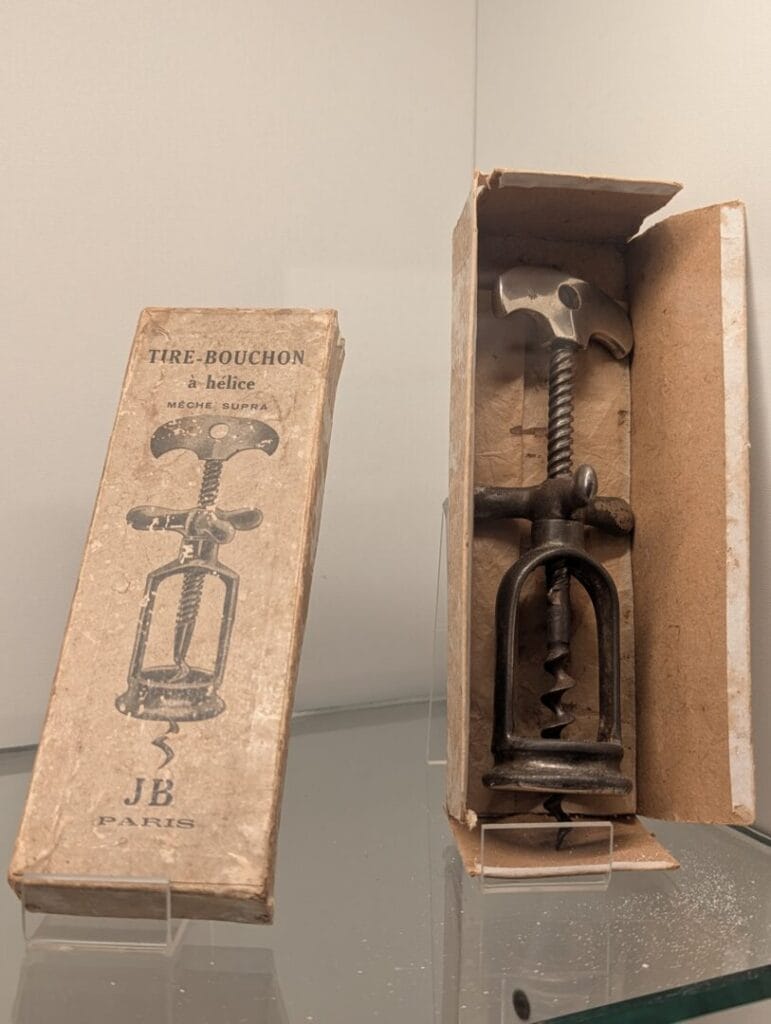 TIRE-BOUCHON
à hélice
MÈCHE SUPRA
JB
PARIS